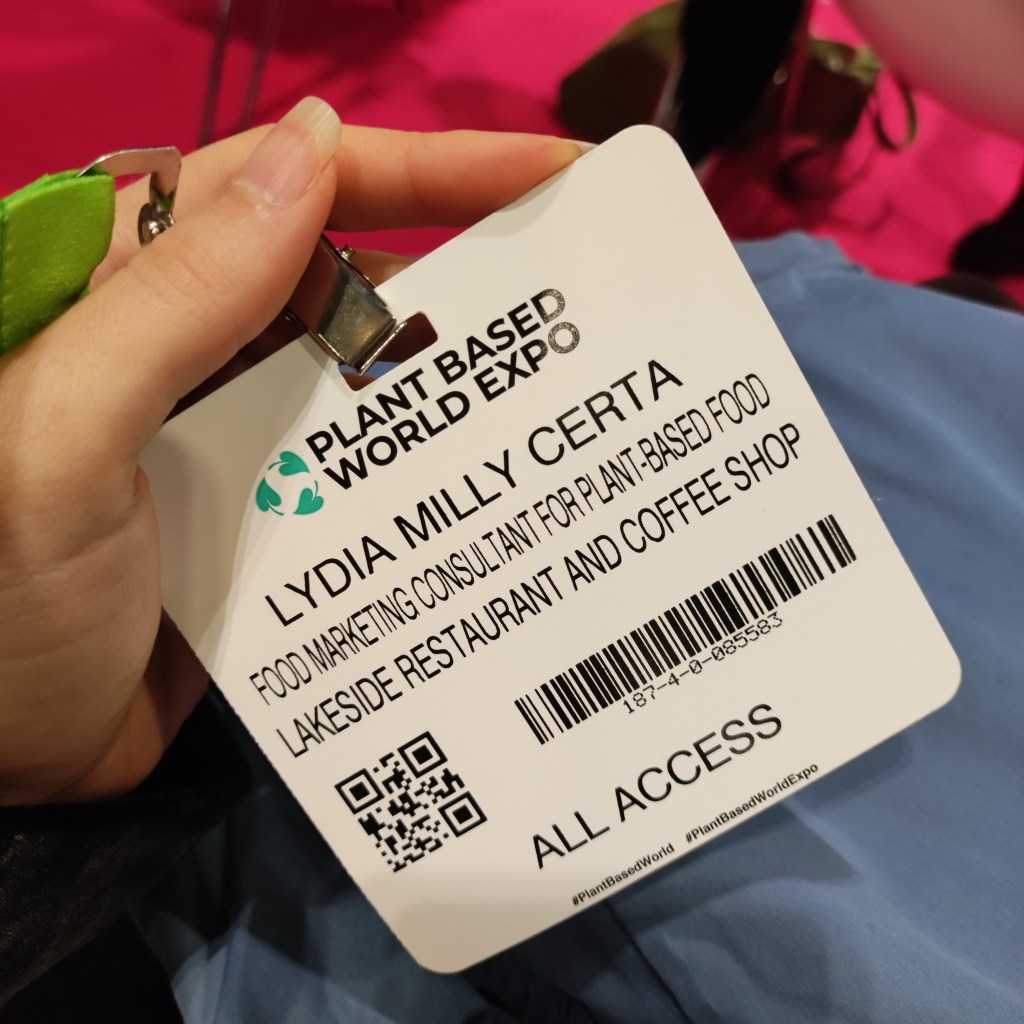 PLANT BASED
WORLD EXPO
LYDIA MILLY CERTA
FOOD MARKETING CONSULTANT FOR PLANT-BASED FOOD
LAKESIDE RESTAURANT AND COFFEE SHOP
187-4-0-085583
ALL ACCESS
#PlantBasedWorld #PlantBasedWorldExpo